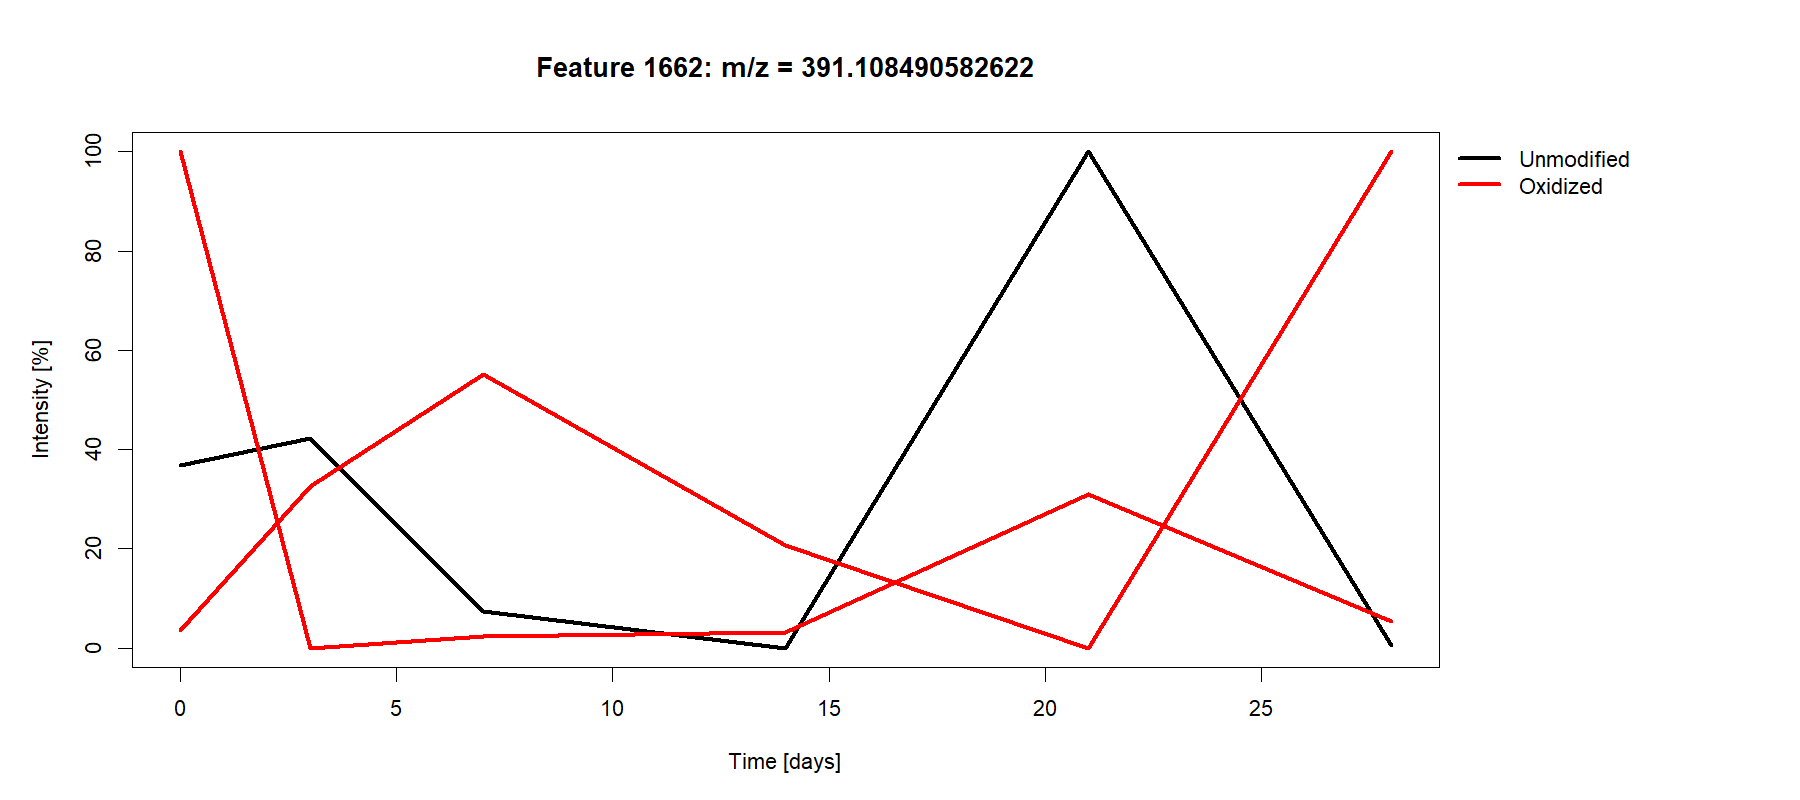 Feature 1662: m/z = 391.108490582622
Unmodified
Oxidized
Intensity [%]
100
80
60
40
20
0
0 5 10 15 20 25
Time [days]